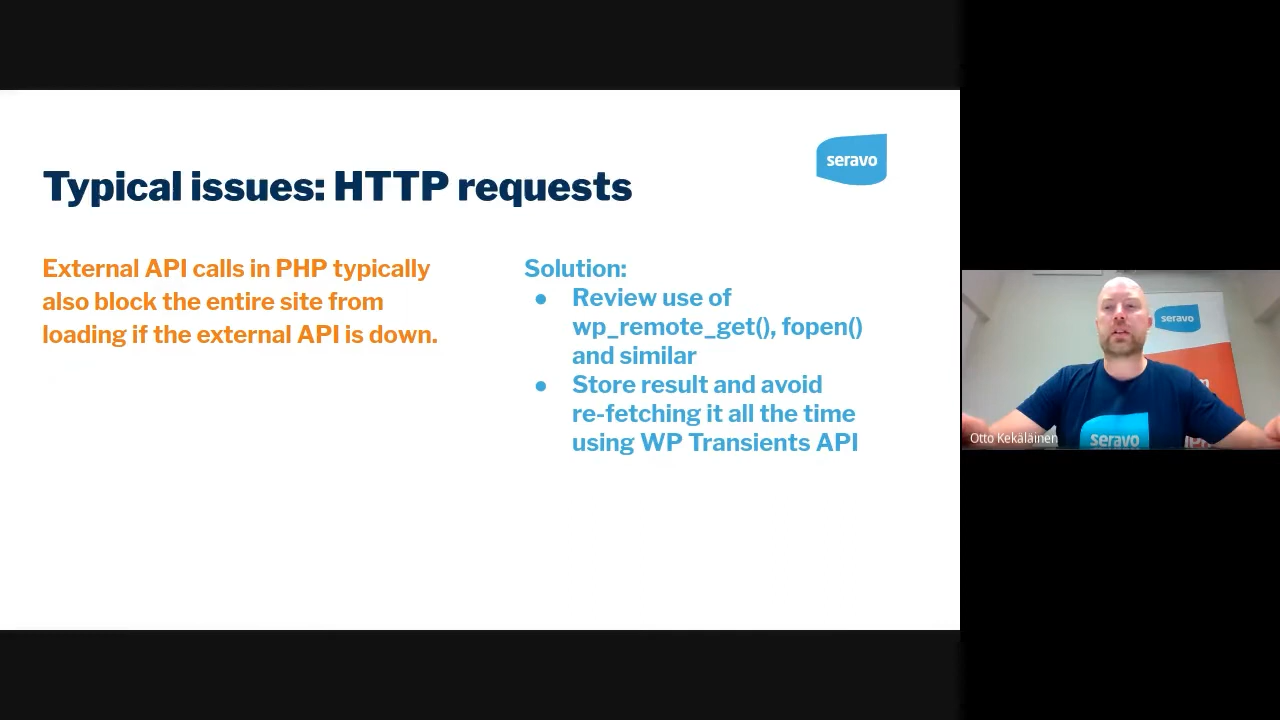 seravo
Typical issues: HTTP requests
External API calls in PHP typically
also block the entire site from
loading if the external API is down.
Solution:
● Review use of
wp_remote_get(), fopen()
and similar
● Store result and avoid
re-fetching it all the time
using WP Transients API
seravo
Otto Kekäläinen
seravo